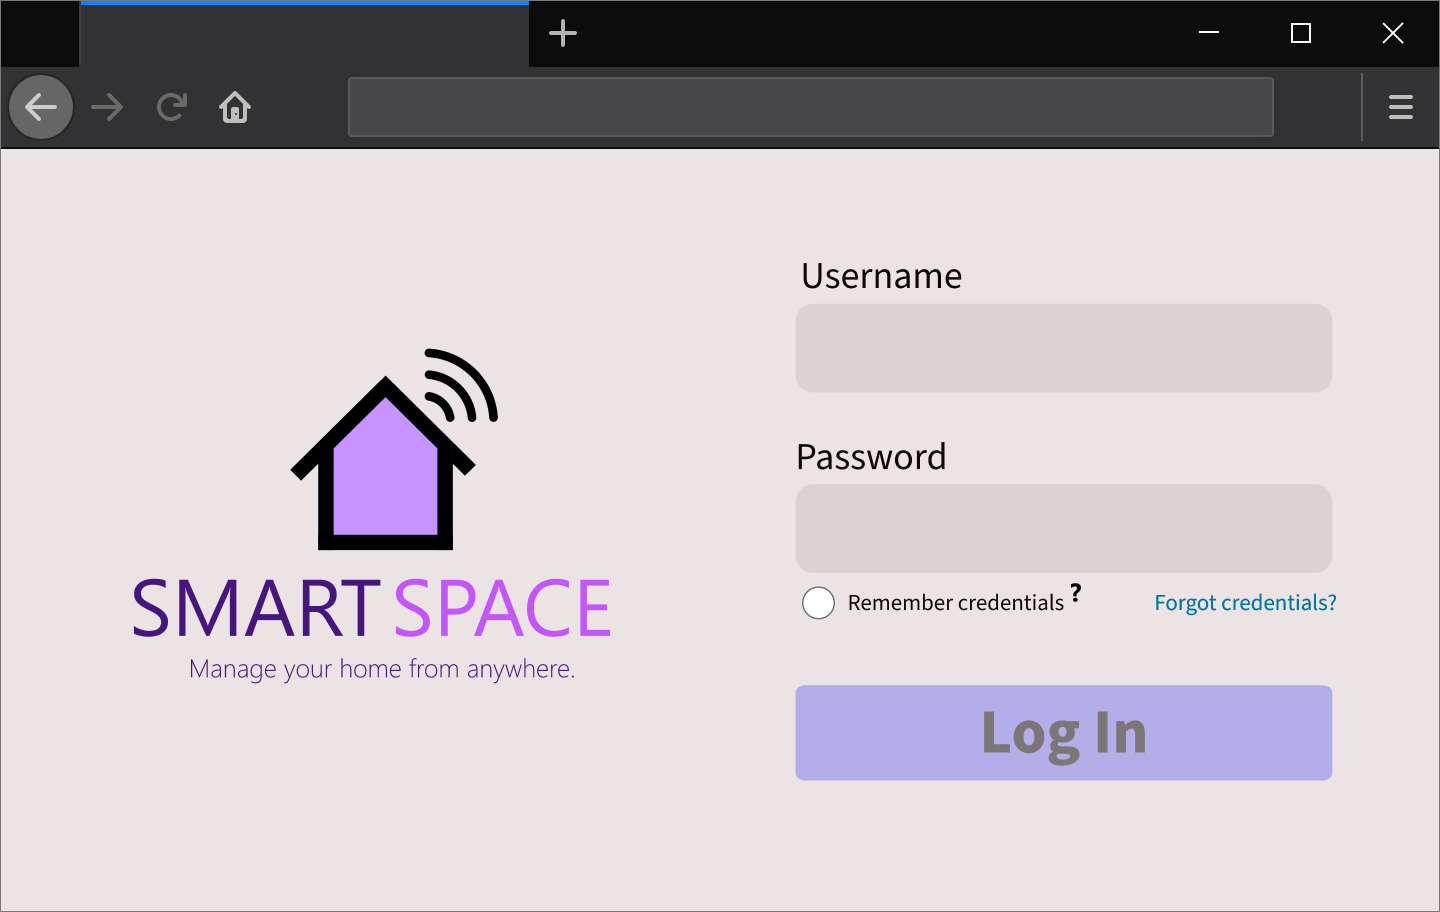 Username
Password
Remember credentials ?
Forgot credentials?
Log In
SMART SPACE
Manage your home from anywhere.